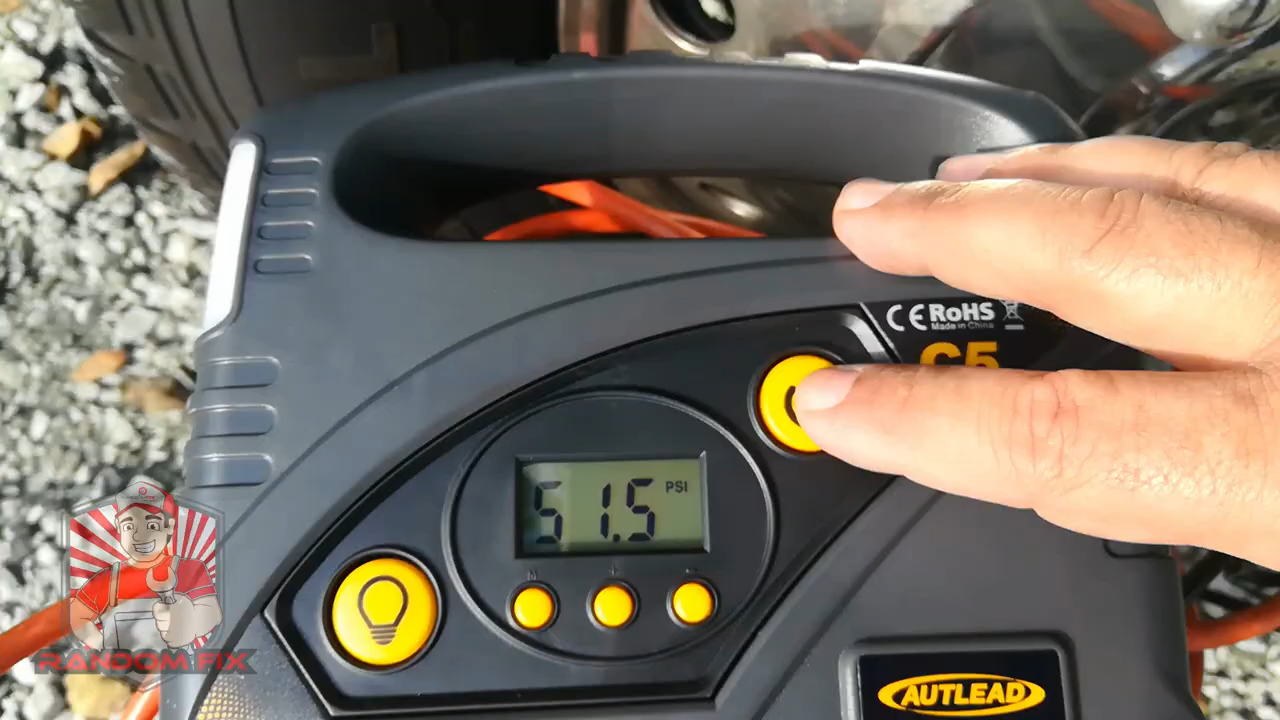 CE RoHS
Made in China
C5
51.5 PSI
N + -
AUTLEAD
RANDOM FIX